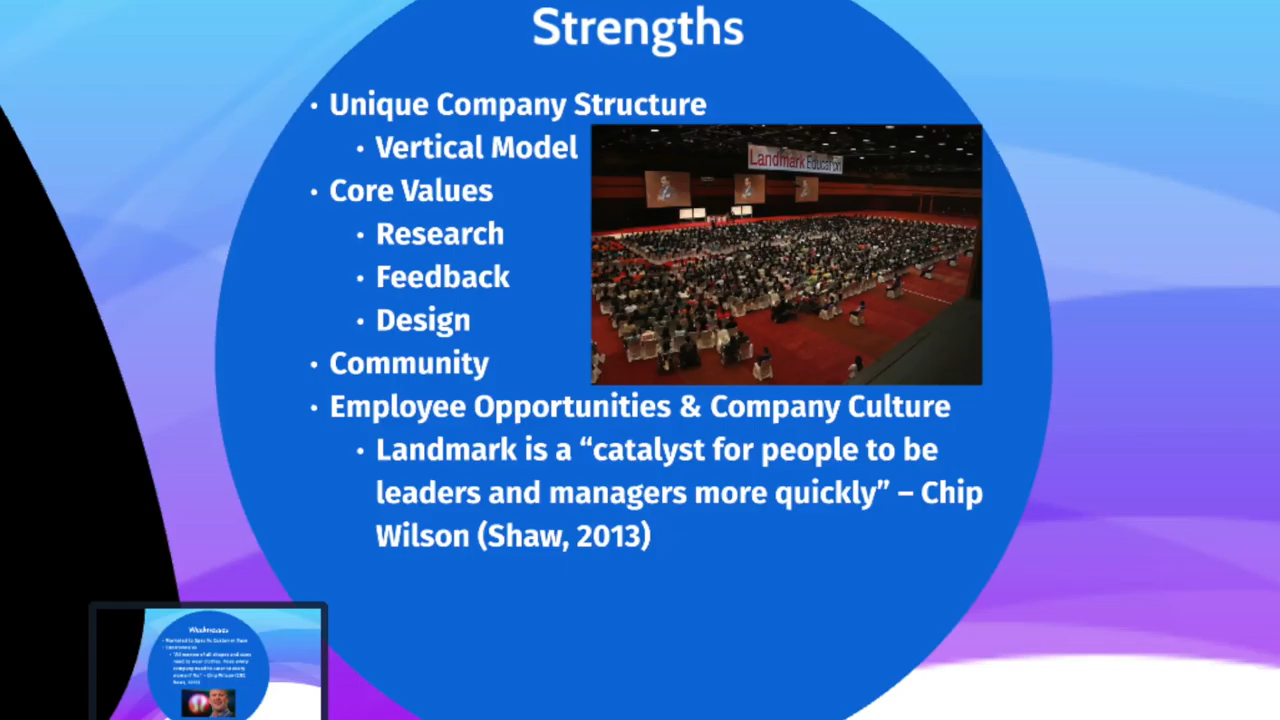 Strengths
• Unique Company Structure
• Vertical Model
Landmark Education
• Core Values
• Research
• Feedback
• Design
• Community
• Employee Opportunities & Company Culture
• Landmark is a “catalyst for people to be
leaders and managers more quickly” – Chip
Wilson (Shaw, 2013)
Weaknesses